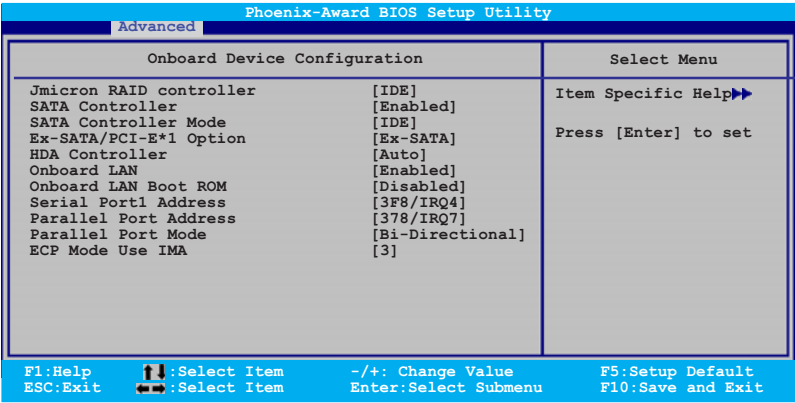 Phoenix-Award BIOS Setup Utility
Advanced
Onboard Device Configuration
Select Menu
Jmicron RAID controller [IDE]
SATA Controller [Enabled]
SATA Controller Mode [IDE]
Ex-SATA/PCI-E*1 Option [Ex-SATA]
HDA Controller [Auto]
Onboard LAN [Enabled]
Onboard LAN Boot ROM [Disabled]
Serial Port1 Address [3F8/IRQ4]
Parallel Port Address [378/IRQ7]
Parallel Port Mode [Bi-Directional]
ECP Mode Use IMA [3]
Item Specific Help
Press [Enter] to set
F1:Help :Select Item -/+: Change Value F5:Setup Default
ESC:Exit :Select Item Enter:Select Submenu F10:Save and Exit